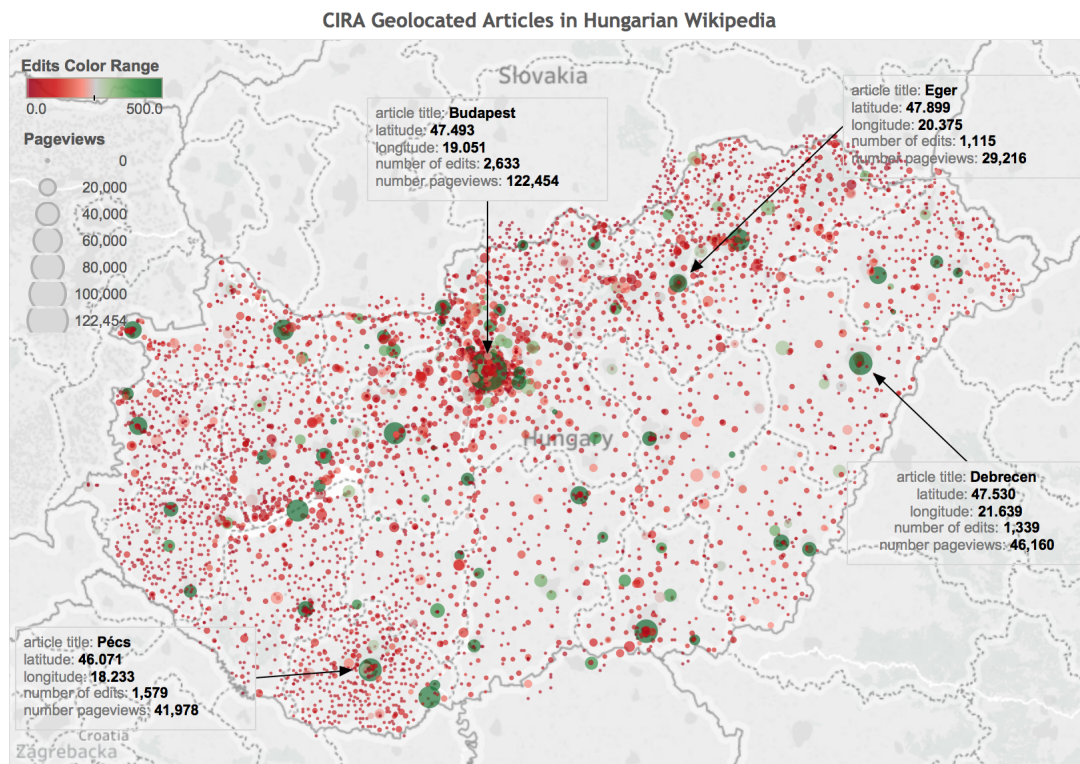 CIRA Geolocated Articles in Hungarian Wikipedia
Edits Color Range
0.0 500.0
Pageviews
0
20,000
40,000
60,000
80,000
100,000
122,454
Slovakia
article title: Budapest
latitude: 47.493
longitude: 19.051
number of edits: 2,633
number pageviews: 122,454
article title: Eger
latitude: 47.899
longitude: 20.375
number of edits: 1,115
number pageviews: 29,216
Hungary
article title: Debrecen
latitude: 47.530
longitude: 21.639
number of edits: 1,339
number pageviews: 46,160
article title: Pécs
latitude: 46.071
longitude: 18.233
number of edits: 1,579
number pageviews: 41,978
Croatia
Zagrebacka